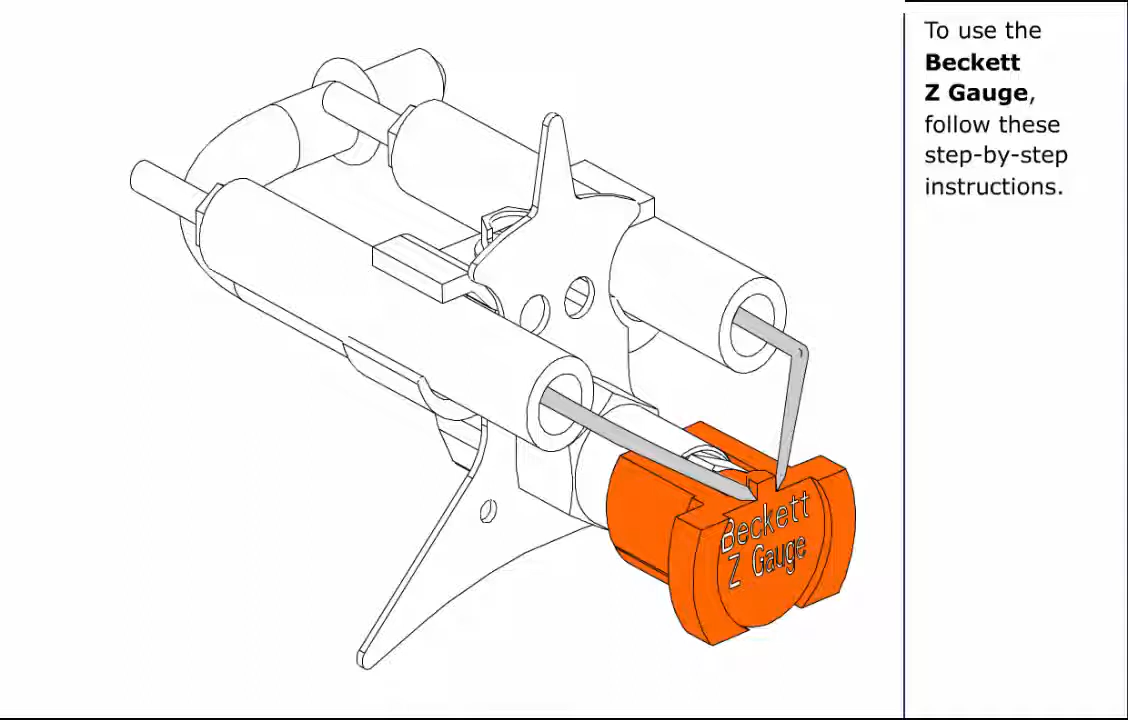 To use the
Beckett
Z Gauge,
follow these
step-by-step
instructions.
Beckett
Z Gauge